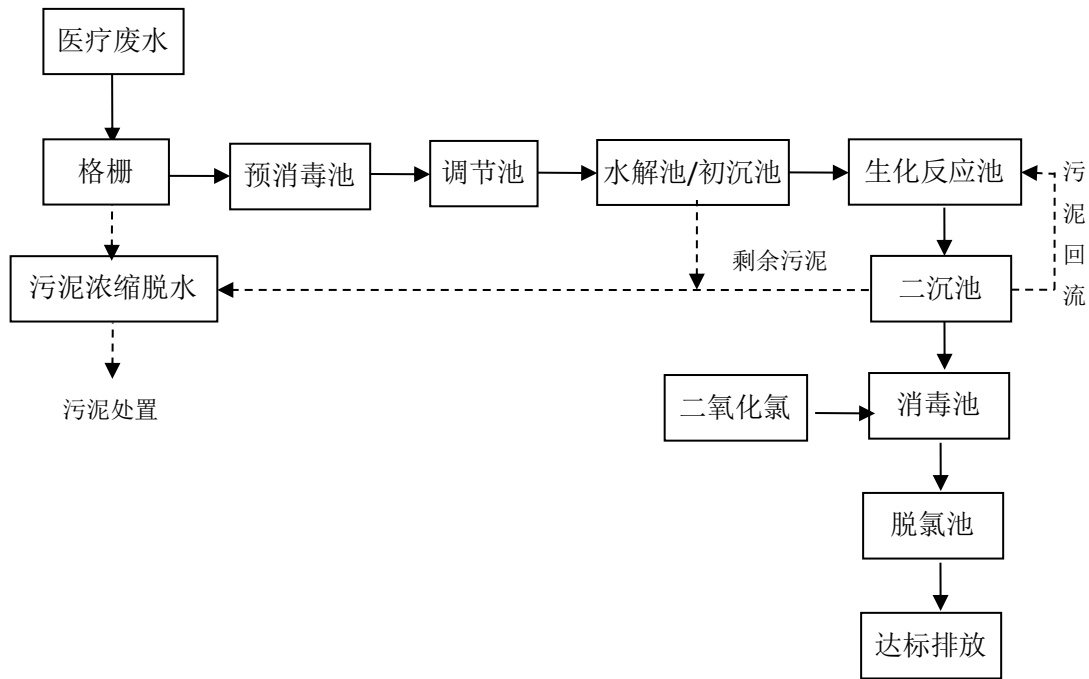 医疗废水
格栅
预消毒池
调节池
水解池/初沉池
生化反应池
污泥回流
污泥浓缩脱水
剩余污泥
二沉池
污泥处置
二氧化氯
消毒池
脱氯池
达标排放